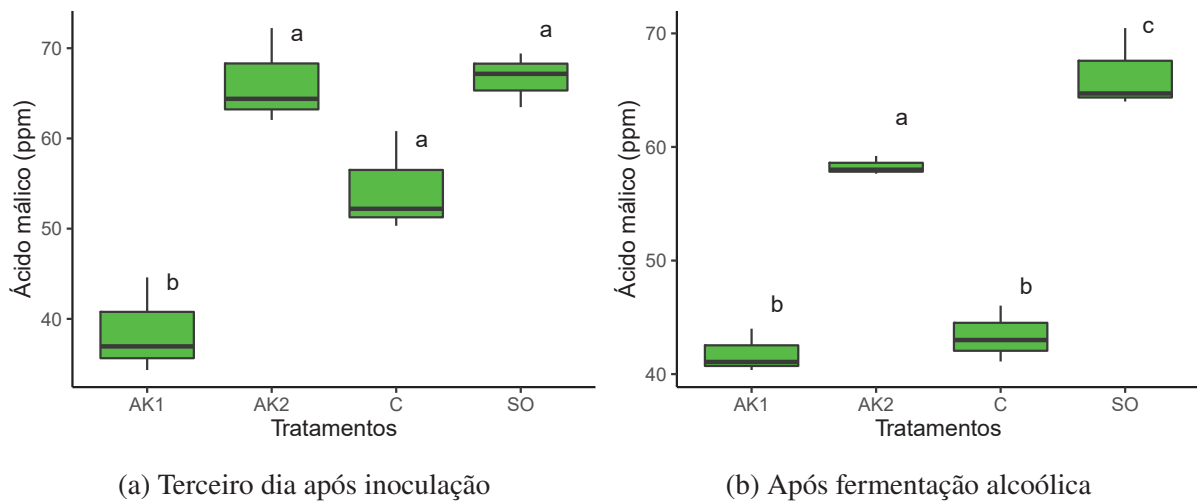 Ácido málico (ppm)
70
60
50
40
b
a
a
a
AK1 AK2 C SO
Tratamentos
(a) Terceiro dia após inoculação
Ácido málico (ppm)
70
60
50
40
b
a
b
c
AK1 AK2 C SO
Tratamentos
(b) Após fermentação alcoólica